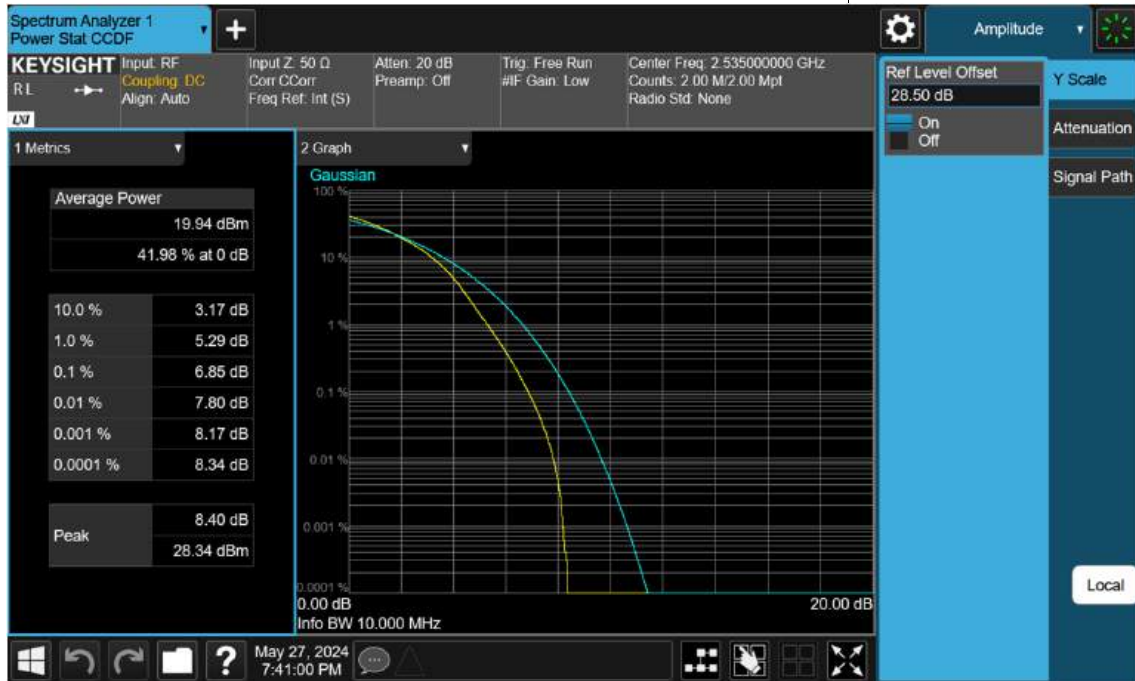 Spectrum Analyzer 1
Power Stat CCDF
+
Amplitude
KEYSIGHT
RL
LXI
Input: RF
Coupling: DC
Align: Auto
Input Z: 50 Ω
Corr CCorr
Freq Ref: Int (S)
Atten: 20 dB
Preamp: Off
Trig: Free Run
#IF Gain: Low
Center Freq: 2.535000000 GHz
Counts: 2.00 M/2.00 Mpt
Radio Std: None
Ref Level Offset
28.50 dB
On
Off
Y Scale
Attenuation
Signal Path
Local
1 Metrics
Average Power
19.94 dBm
41.98 % at 0 dB
10.0 % 3.17 dB
1.0 % 5.29 dB
0.1 % 6.85 dB
0.01 % 7.80 dB
0.001 % 8.17 dB
0.0001 % 8.34 dB
Peak 8.40 dB
28.34 dBm
2 Graph
Gaussian
100 %
10 %
1 %
0.1 %
0.01 %
0.001 %
0.0001 %
0.00 dB 20.00 dB
Info BW 10.000 MHz
?
May 27, 2024
7:41:00 PM